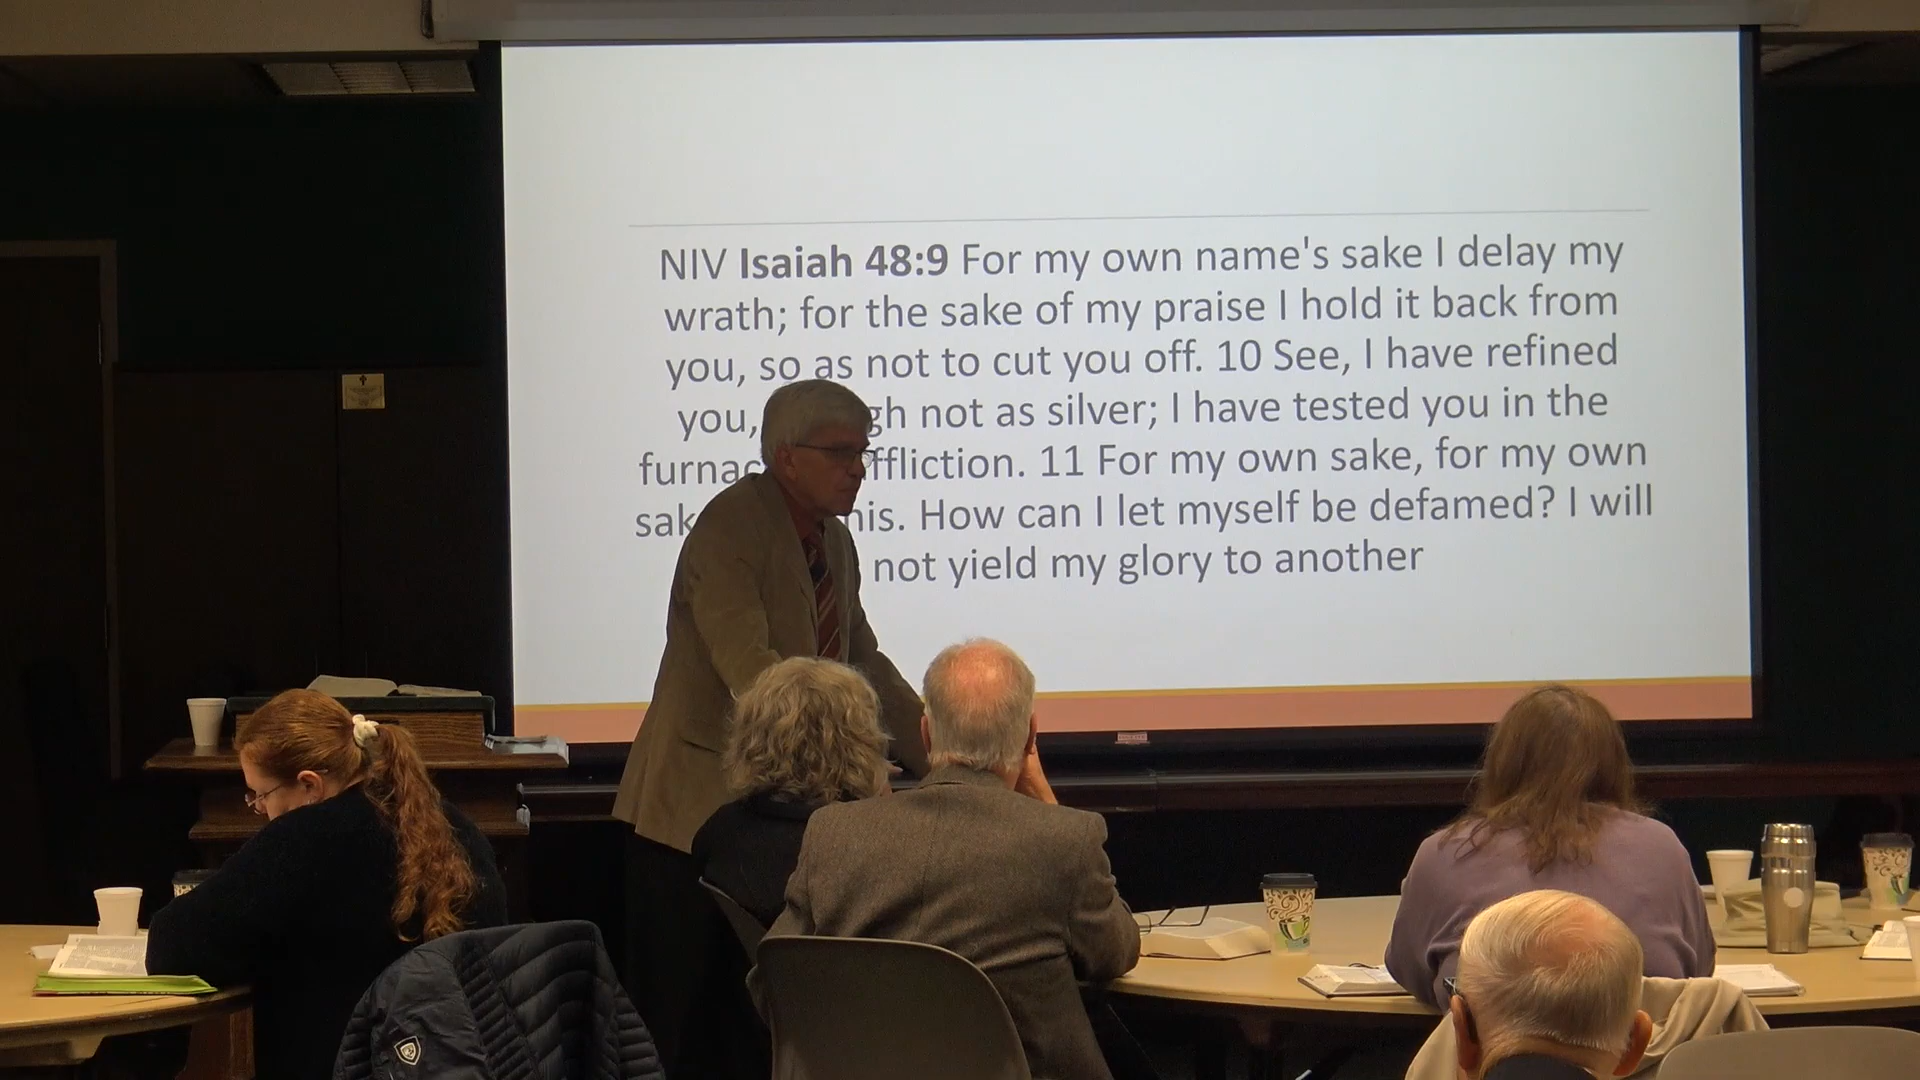 NIV Isaiah 48:9 For my own name's sake I delay my
wrath; for the sake of my praise I hold it back from
you, so as not to cut you off. 10 See, I have refined
you, gh not as silver; I have tested you in the
furnac ffliction. 11 For my own sake, for my own
sak his. How can I let myself be defamed? I will
not yield my glory to another